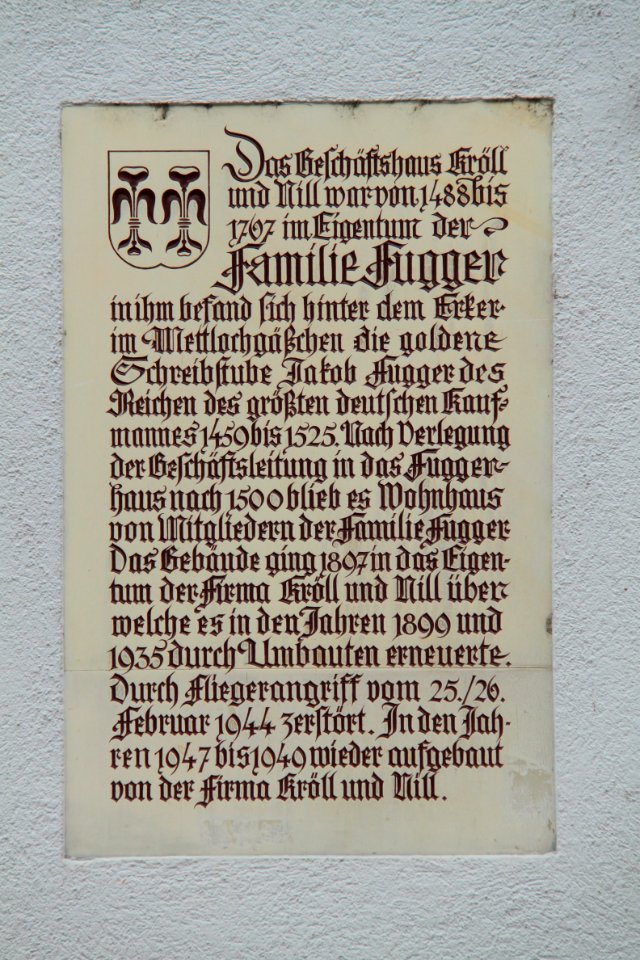 Das Geschäftshaus Kröll
und Nill war von 1488 bis
1797 im Eigentum der
Familie Fugger
in ihm befand sich hinter dem Erker
im Mettlochgäßchen die goldene
Schreibstube Jakob Fugger des
Reichen des größten deutschen Kauf-
mannes 1459 bis 1525. Nach Verlegung
der Geschäftsleitung in das Fugger-
haus nach 1500 blieb es Wohnhaus
von Mitgliedern der Familie Fugger
Das Gebäude ging 1897 in das Eigen-
tum der Firma Kröll und Nill über
welche es in den Jahren 1899 und
1935 durch Umbauten erneuerte.
Durch Fliegerangriff vom 25./26.
Februar 1944 zerstört. In den Jah-
ren 1947 bis 1949 wieder aufgebaut
von der Firma Kröll und Nill.